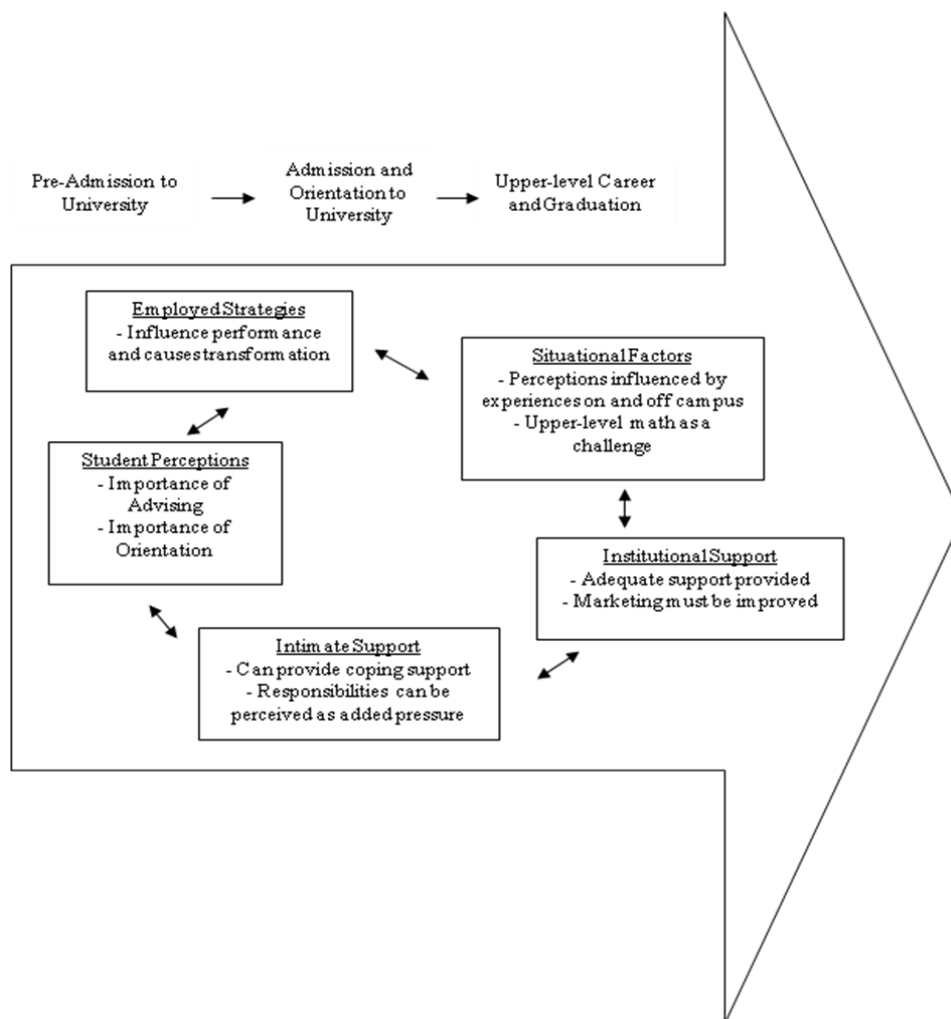 Pre-Admission to
University
Admission and
Orientation to
University
Upper-level Career
and Graduation
Employed Strategies
- Influence performance
and causes transformation
Situational Factors
- Perceptions influenced by
experiences on and off campus
- Upper-level math as a
challenge
Student Perceptions
- Importance of
Advising
- Importance of
Orientation
Institutional Support
- Adequate support provided
- Marketing must be improved
Intimate Support
- Can provide coping support
- Responsibilities can be
perceived as added pressure